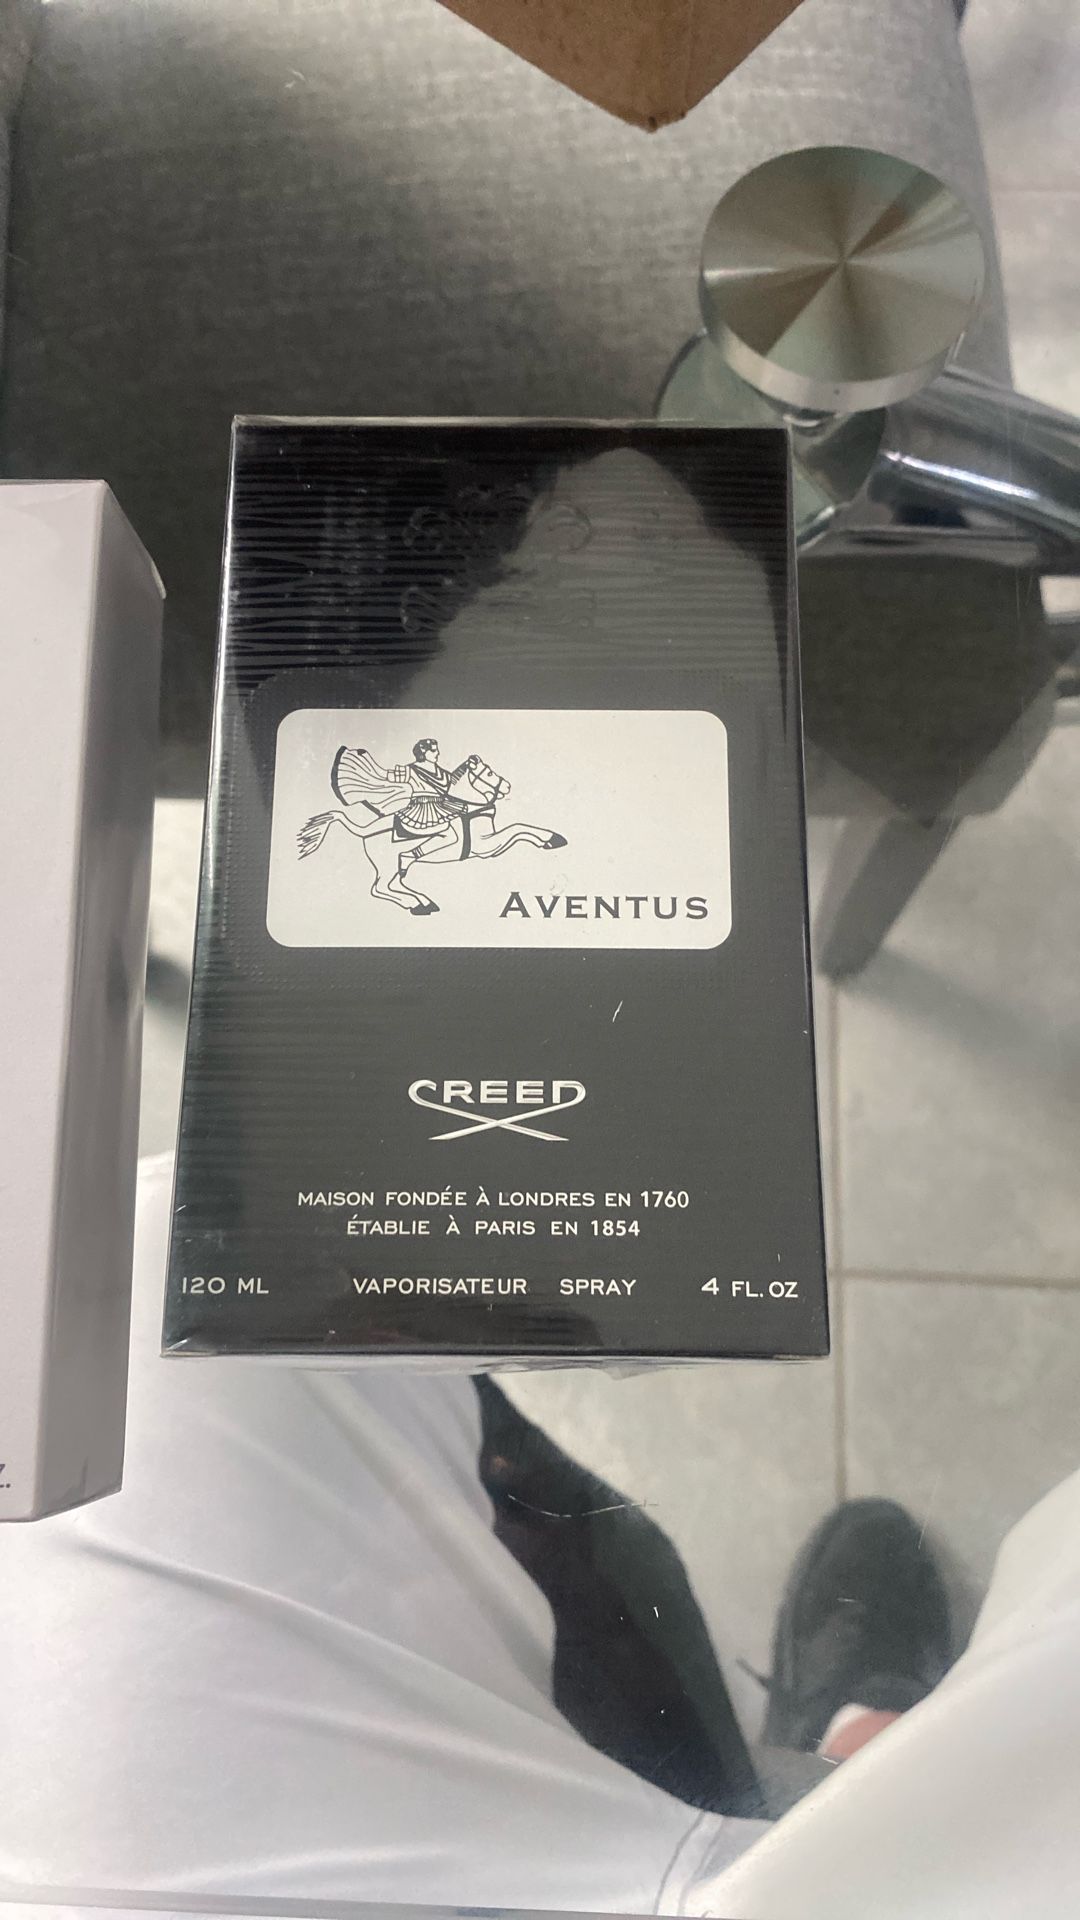 AVENTUS
CREED
MAISON FONDÉE À LONDRES EN 1760
ÉTABLIE À PARIS EN 1854
120 ML VAPORISATEUR SPRAY 4 FL. OZ